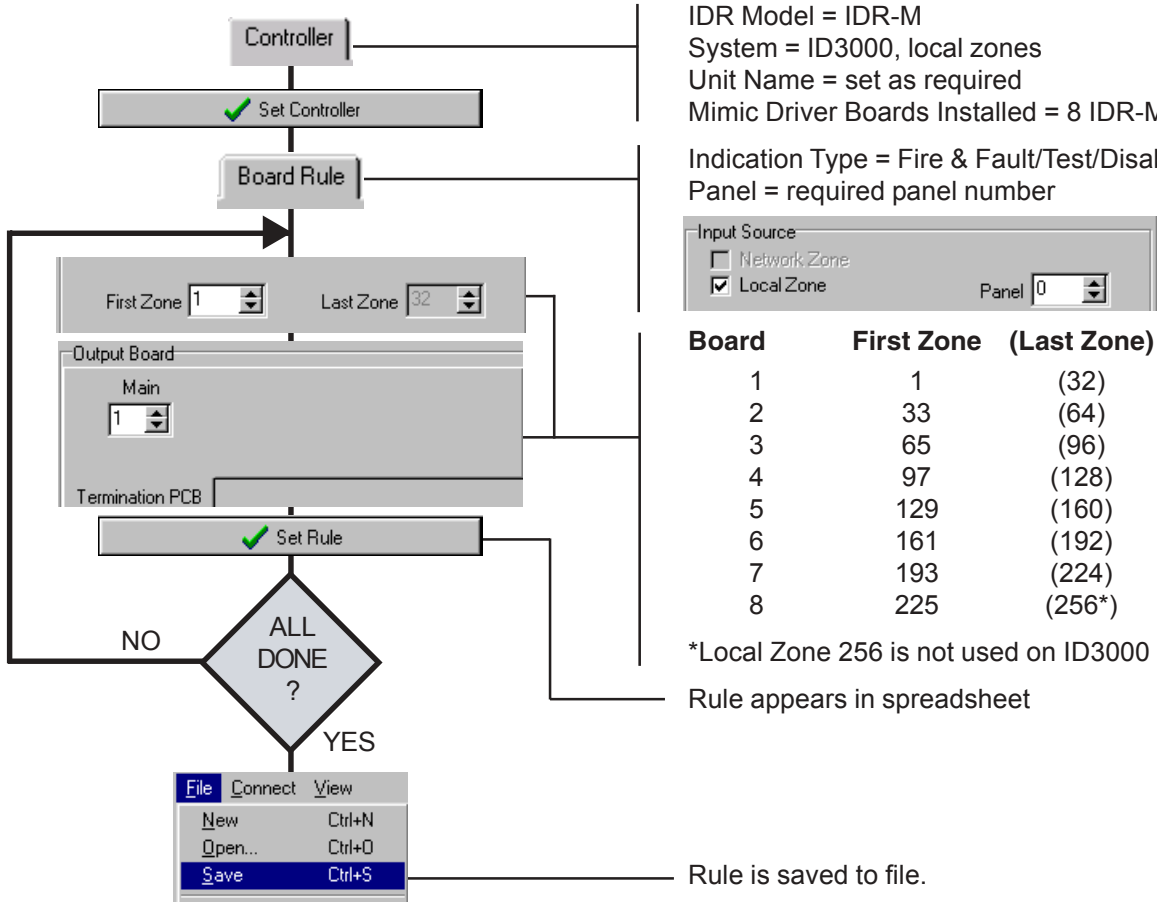 Controller
IDR Model = IDR-M
System = ID3000, local zones
Unit Name = set as required
Mimic Driver Boards Installed = 8 IDR-M
Set Controller
Board Rule
Indication Type = Fire & Fault/Test/Disa
Panel = required panel number
Input Source
Network Zone
Local Zone Panel 0
First Zone 1 Last Zone 32
Output Board
Main
1
Termination PCB
Board First Zone (Last Zone)
1 1 (32)
2 33 (64)
3 65 (96)
4 97 (128)
5 129 (160)
6 161 (192)
7 193 (224)
8 225 (256*)
*Local Zone 256 is not used on ID3000
Set Rule
Rule appears in spreadsheet
ALL
DONE
?
NO
YES
File Connect View
New Ctrl+N
Open... Ctrl+O
Save Ctrl+S
Rule is saved to file.